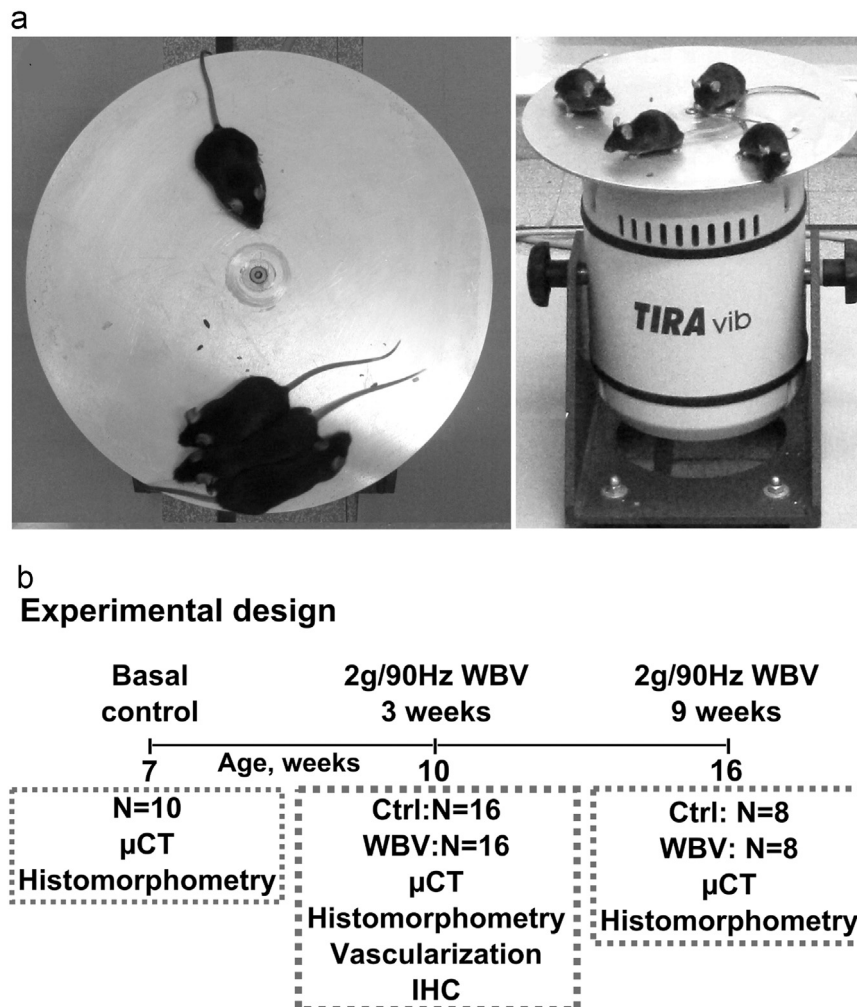 a
TIRA vib
b
Experimental design
Basal
control
2g/90Hz WBV
3 weeks
2g/90Hz WBV
9 weeks
7
Age, weeks
10
16
N=10
µCT
Histomorphometry
Ctrl:N=16
WBV:N=16
µCT
Histomorphometry
Vascularization
IHC
Ctrl: N=8
WBV: N=8
µCT
Histomorphometry